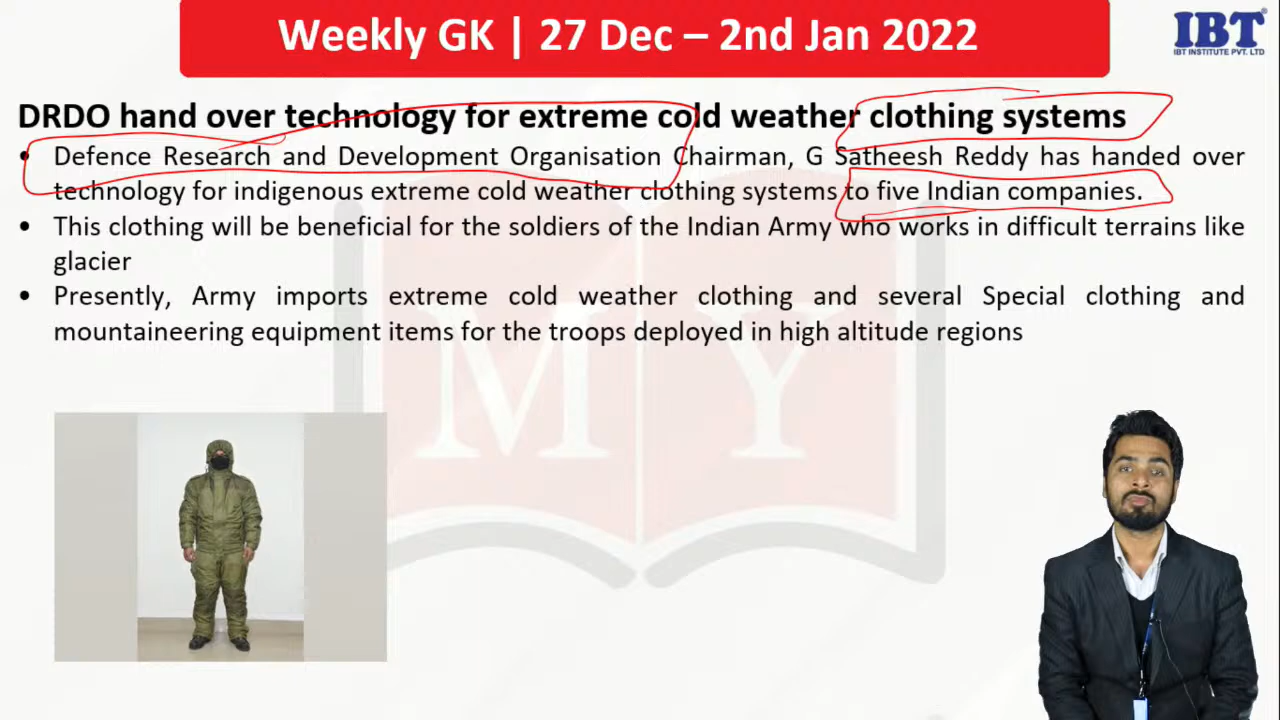 Weekly GK | 27 Dec – 2nd Jan 2022
IBT
IBT INSTITUTE PVT. LTD
DRDO hand over technology for extreme cold weather clothing systems
• Defence Research and Development Organisation Chairman, G Satheesh Reddy has handed over
technology for indigenous extreme cold weather clothing systems to five Indian companies.
• This clothing will be beneficial for the soldiers of the Indian Army who works in difficult terrains like
glacier
• Presently, Army imports extreme cold weather clothing and several Special clothing and
mountaineering equipment items for the troops deployed in high altitude regions
M Y